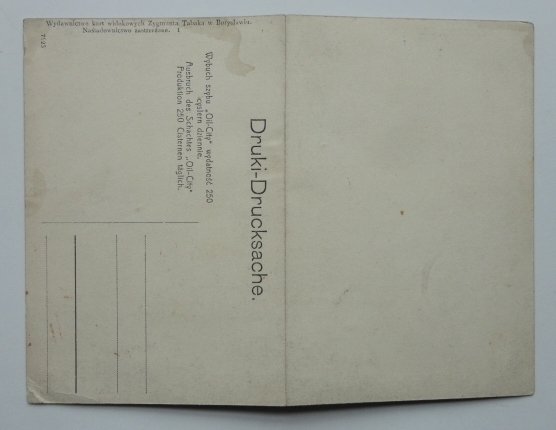 Wydawnictwo kart widokowych Zygmunta Tabaka w Borysławiu.
Naśladownictwo zastrzeżone. 1
Druki-Drucksache.
Wybuch szybu „Oil-City" wydatność 250
cystern dziennie.
Ausbruch des Schachtes „Oil-City"
Produktion 250 Cisternen täglich.